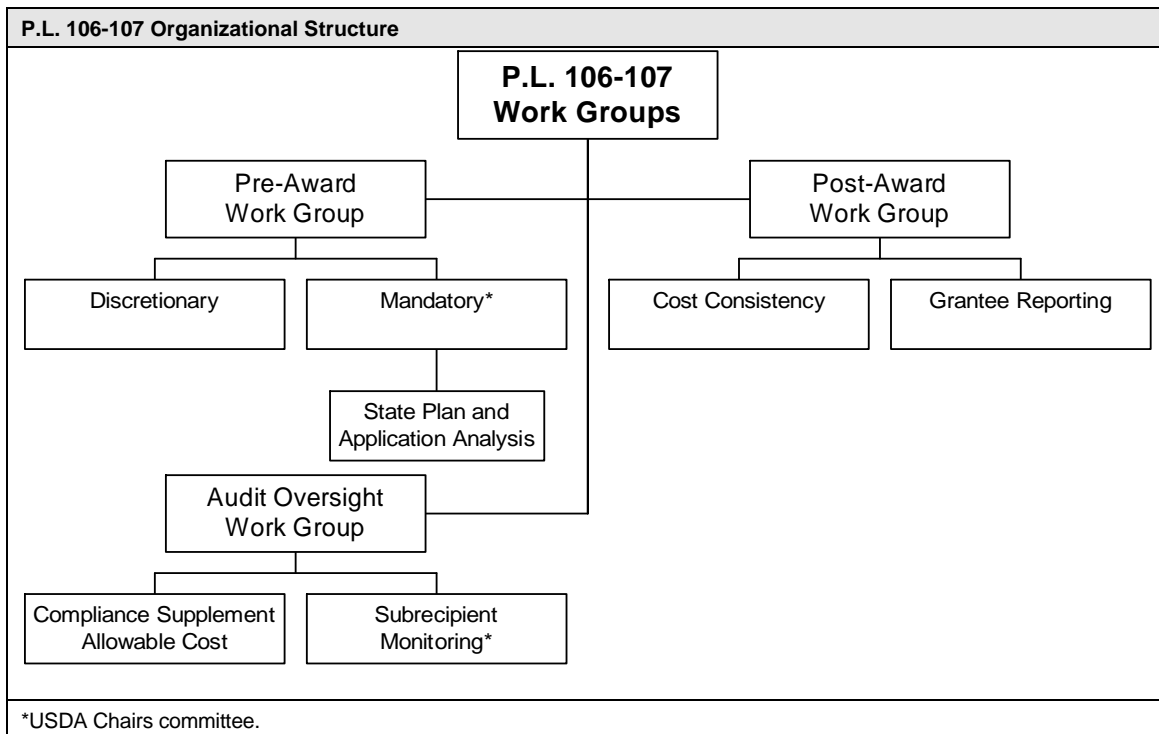 P.L. 106-107 Organizational Structure
P.L. 106-107
Work Groups
Pre-Award
Work Group
Post-Award
Work Group
Discretionary
Mandatory*
Cost Consistency
Grantee Reporting
State Plan and
Application Analysis
Audit Oversight
Work Group
Compliance Supplement
Allowable Cost
Subrecipient
Monitoring*
*USDA Chairs committee.